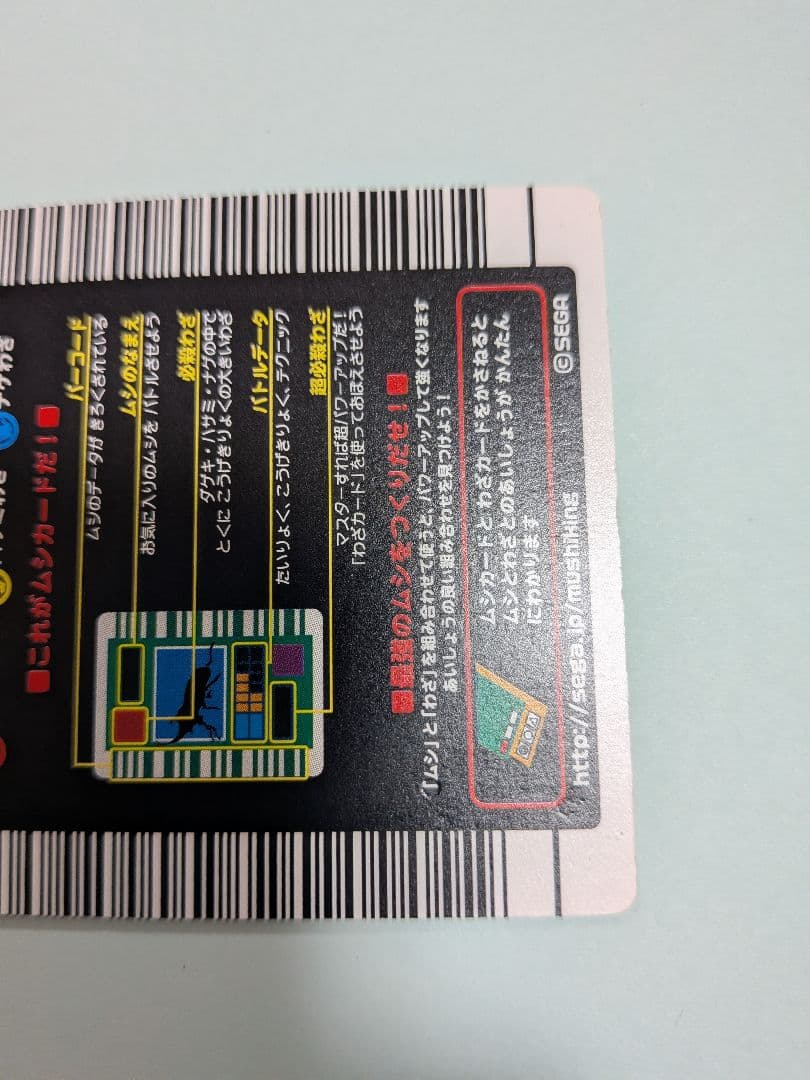 ■これがムシカードだ！■
バーコード
ムシのデータが きろくされている
ムシのなまえ
お気に入りのムシを バトルさせよう
必殺わざ
ダゲキ・ハサミ・ナゲの中で
とくに こうげきりょくの大きいわざ
バトルデータ
たいりょく、こうげきりょく、テクニック
超必殺わざ
マスターすれば超パワーアップだ！
「わざカード」を使っておぼえさせよう
■最強のムシをつくりだせ！■
「ムシ」と「わざ」を組み合わせて使うと、パワーアップして強くなります
あいしょうの良い組み合わせを見つけよう！
ムシカードと わざカードをかさねると
ムシとわざとのあいしょうが かんたん
にわかります
http://sega.jp/mushiking
©SEGA